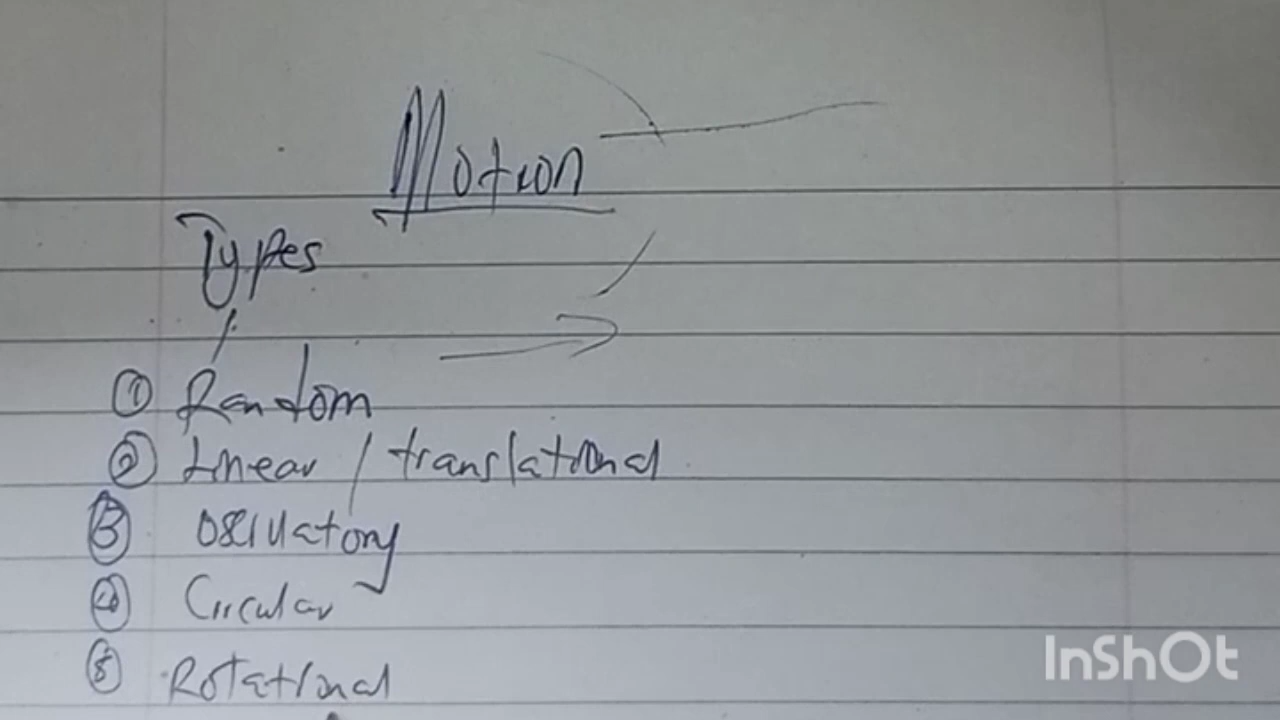 Motion
Types
① Random
② Linear / translational
③ Oscillatory
④ Circular
⑤ Rotational
InShOt